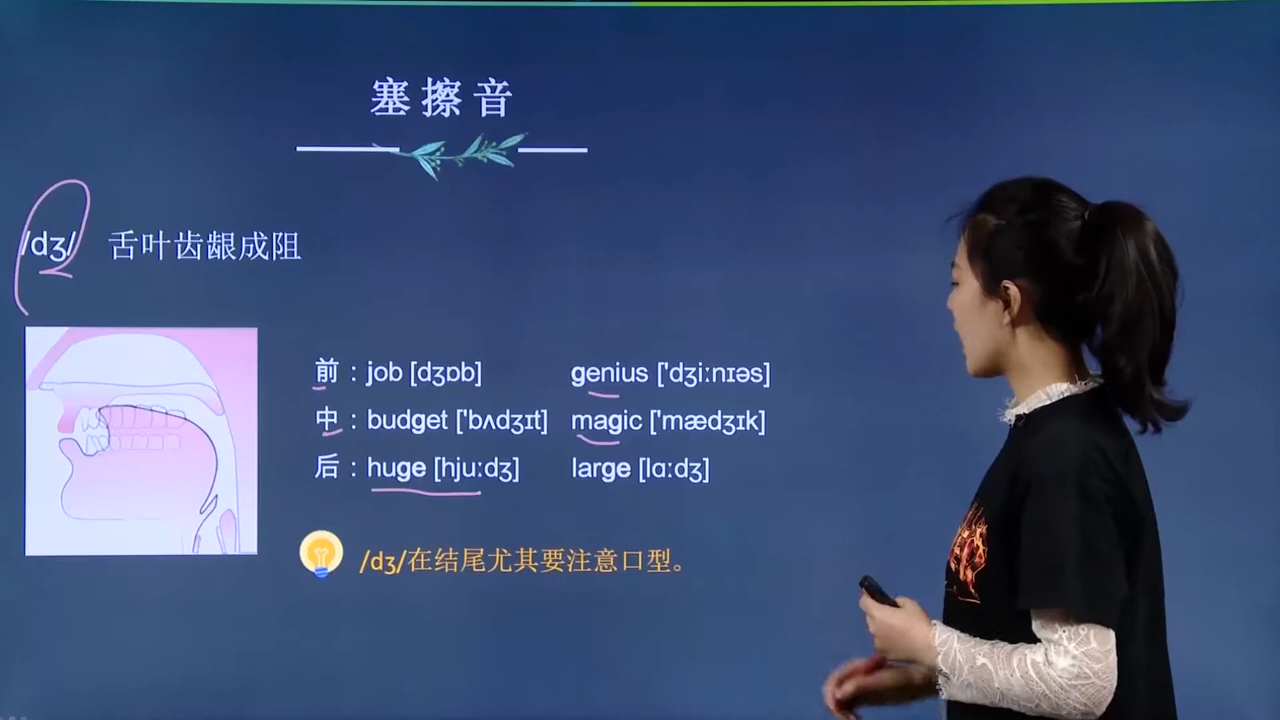 塞擦音
/dʒ/ 舌叶齿龈成阻
前：job [dʒɒb] genius ['dʒiːnɪəs]
中：budget ['bʌdʒɪt] magic ['mædʒɪk]
后：huge [hjuːdʒ] large [lɑːdʒ]
/dʒ/在结尾尤其要注意口型。